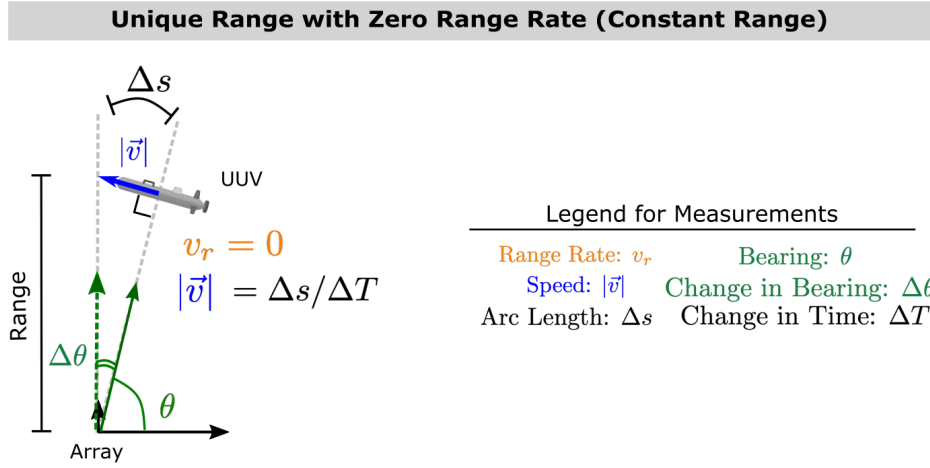 Unique Range with Zero Range Rate (Constant Range)
Δs
|v⃗|
UUV
v_r = 0
|v⃗| = Δs/ΔT
Range
Δθ
θ
Array
Legend for Measurements
Range Rate: v_r Bearing: θ
Speed: |v⃗| Change in Bearing: Δθ
Arc Length: Δs Change in Time: ΔT